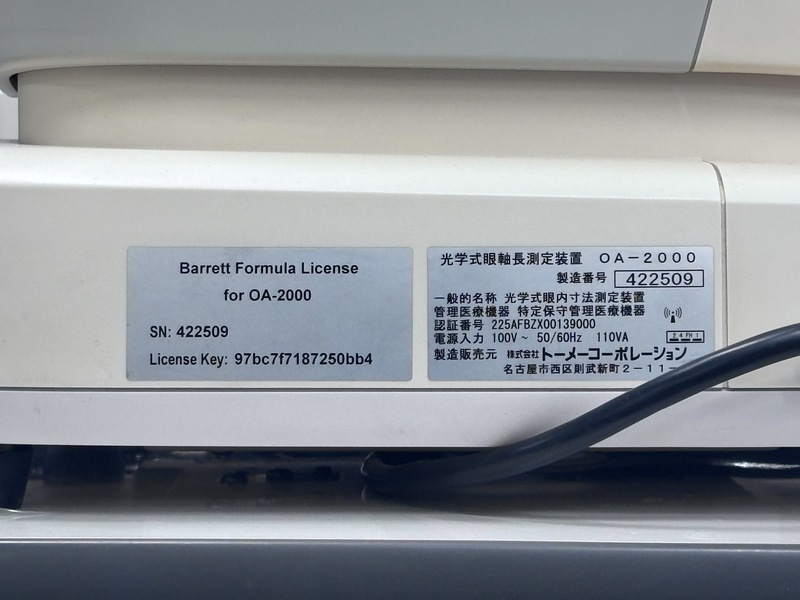 Barrett Formula License
for OA-2000
SN: 422509
License Key: 97bc7f7187250bb4
光学式眼軸長測定装置 OA-2000
製造番号 422509
一般的名称 光学式眼内寸法測定装置
管理医療機器 特定保守管理医療機器
認証番号 225AFBZX00139000
電源入力 100V~ 50/60Hz 110VA
24FH1
製造販売元 株式会社トーメーコーポレーション
名古屋市西区則武新町2-11-